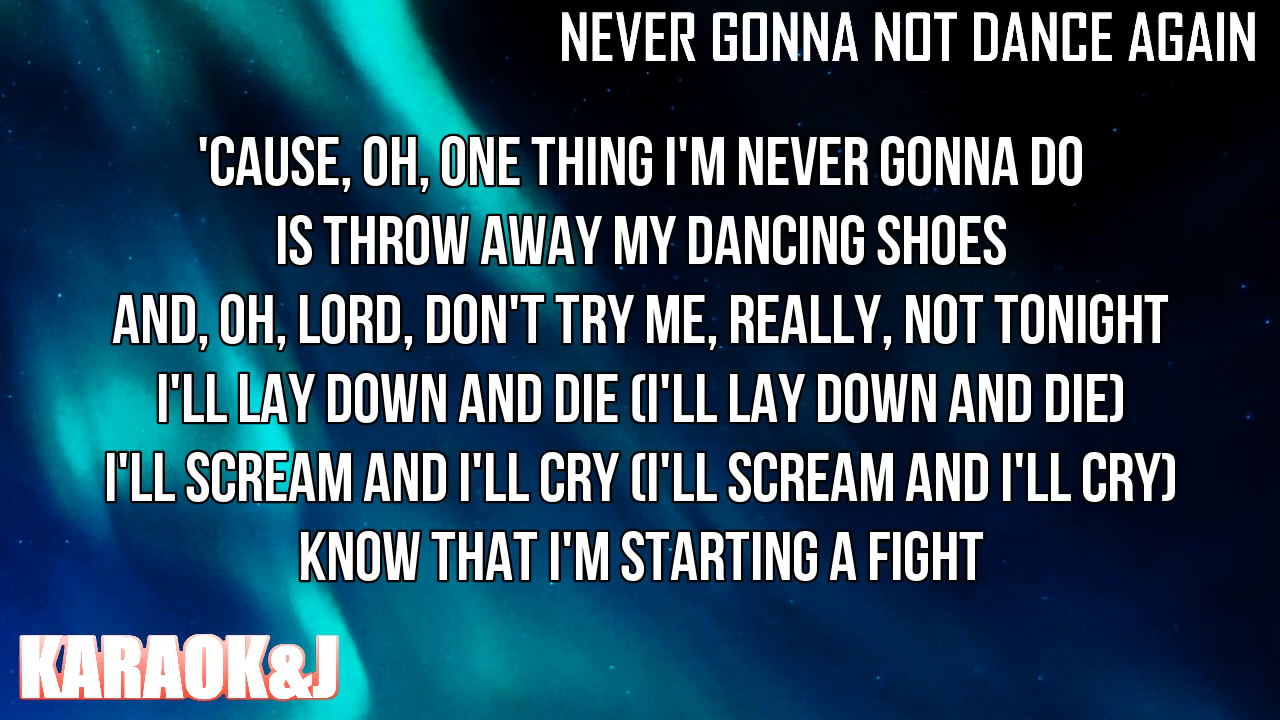 NEVER GONNA NOT DANCE AGAIN
'CAUSE, OH, ONE THING I'M NEVER GONNA DO
IS THROW AWAY MY DANCING SHOES
AND, OH, LORD, DON'T TRY ME, REALLY, NOT TONIGHT
I'LL LAY DOWN AND DIE (I'LL LAY DOWN AND DIE)
I'LL SCREAM AND I'LL CRY (I'LL SCREAM AND I'LL CRY)
KNOW THAT I'M STARTING A FIGHT
KARAOK&J